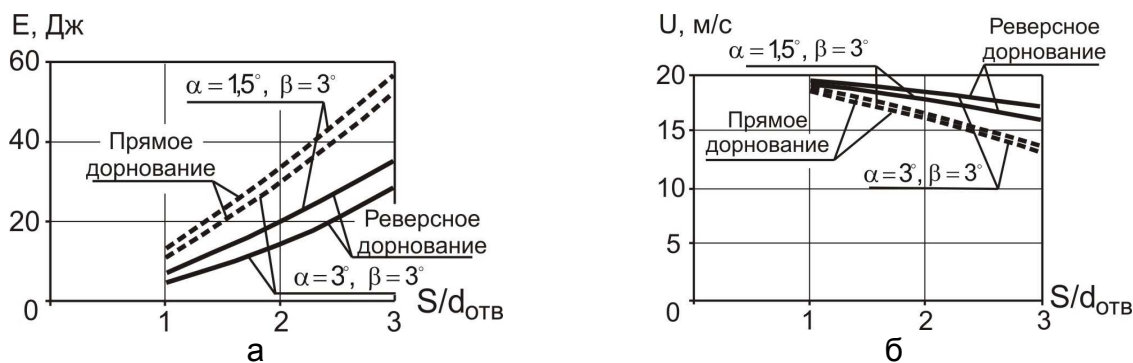 E, Дж
60
40
20
0
1
2
3
S/dотв
α = 1,5°, β = 3°
Прямое
дорнование
Реверсное
дорнование
α = 3°, β = 3°
а
U, м/с
20
15
10
5
0
1
2
3
S/dотв
α = 1,5°, β = 3°
Реверсное
дорнование
Прямое
дорнование
α = 3°, β = 3°
б